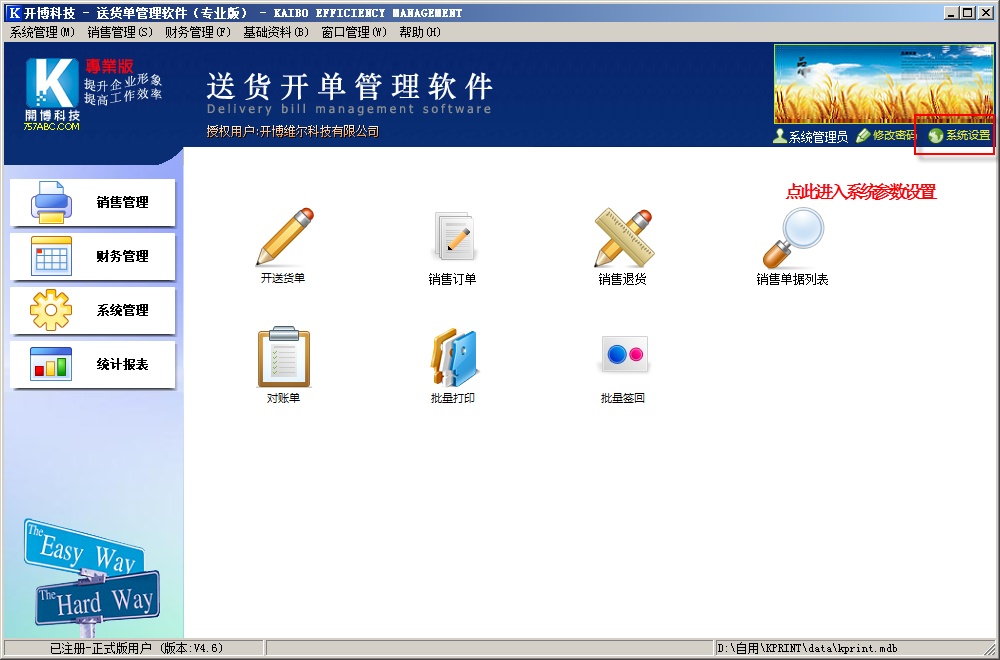 开博科技 - 送货单管理软件（专业版） - KAIBO EFFICIENCY MANAGEMENT
系统管理(M) 销售管理(S) 财务管理(F) 基础资料(B) 窗口管理(W) 帮助(H)
K
專業版
提升企业形象
提高工作效率
開博科技
757ABC.COM
送货开单管理软件
Delivery bill management software
授权用户:开博维尔科技有限公司
系统管理员 修改密码 系统设置
点此进入系统参数设置
销售管理
财务管理
系统管理
统计报表
开送货单 销售订单 销售退货 销售单据列表
对账单 批量打印 批量签回
The Easy Way
The Hard Way
已注册-正式版用户 (版本:V4.6)
D:\自用\KPRINT\data\kprint.mdb